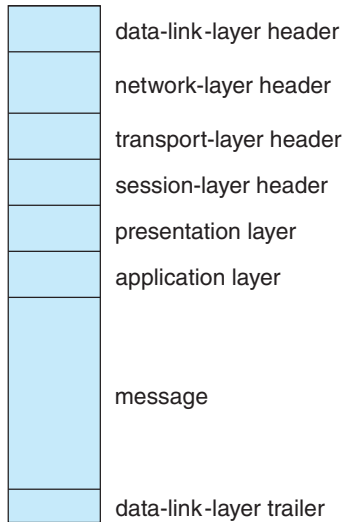 data-link-layer header
network-layer header
transport-layer header
session-layer header
presentation layer
application layer
message
data-link-layer trailer